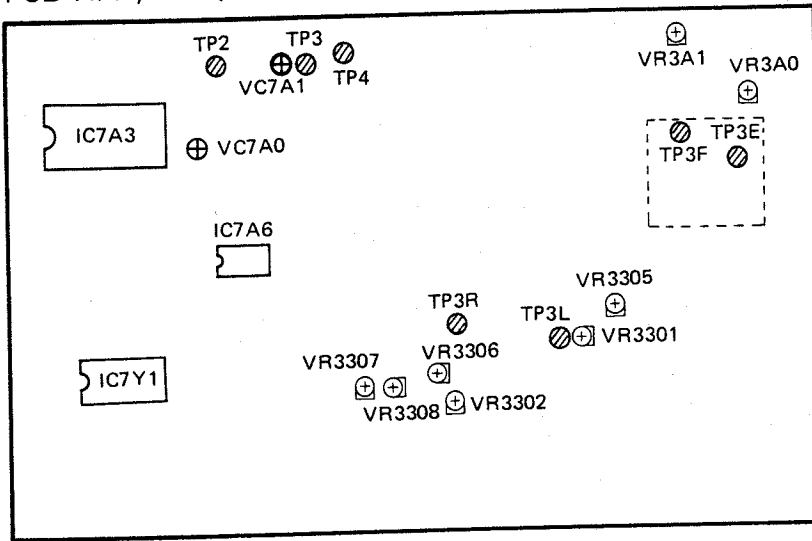 TP2
TP3
VC7A1
TP4
VR3A1
VR3A0
IC7A3
VC7A0
TP3E
TP3F
IC7A6
VR3305
TP3R
TP3L
VR3301
VR3306
VR3307
IC7Y1
VR3308
VR3302